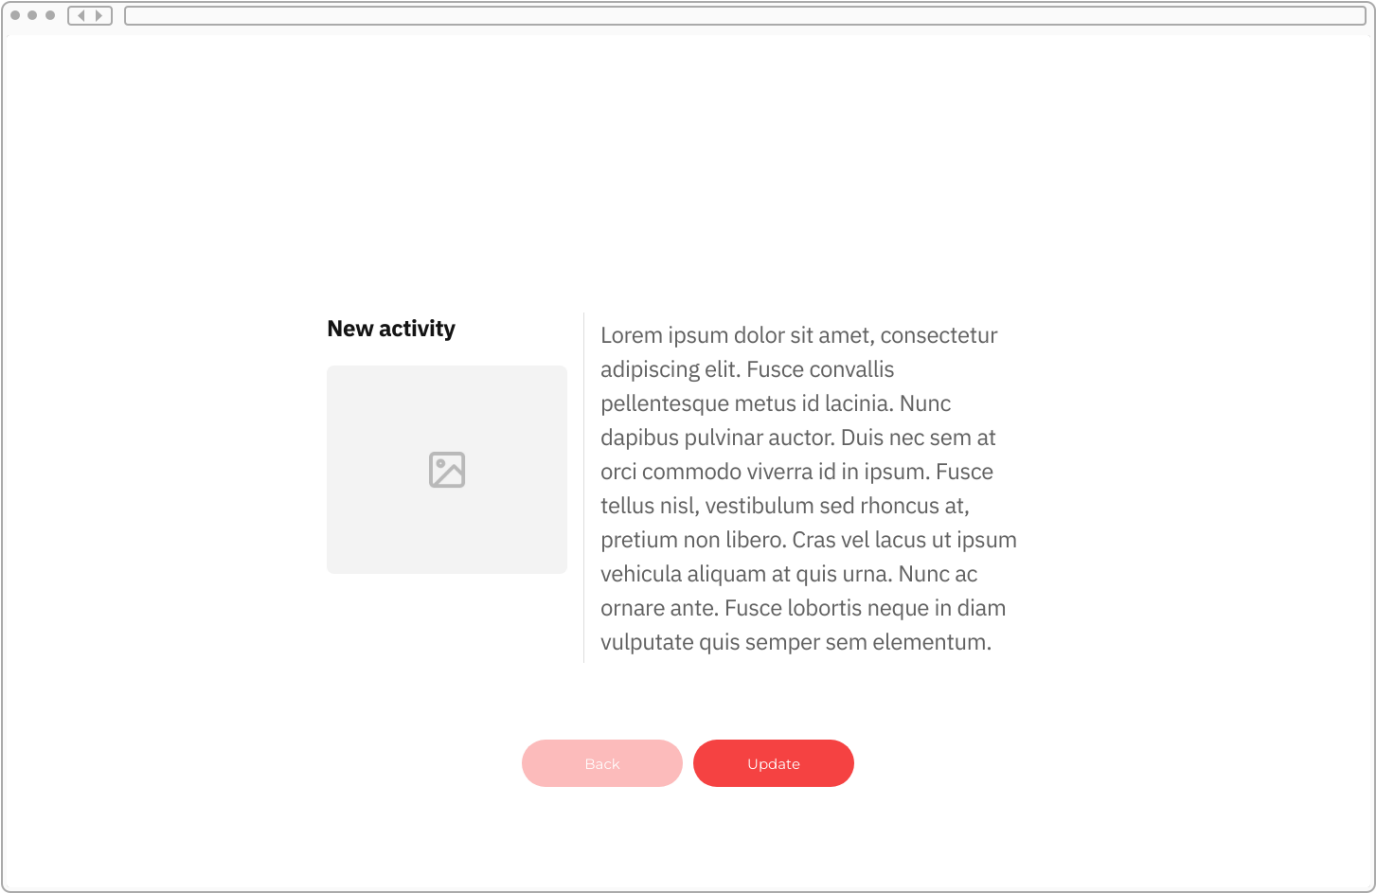 New activity
Lorem ipsum dolor sit amet, consectetur
adipiscing elit. Fusce convallis
pellentesque metus id lacinia. Nunc
dapibus pulvinar auctor. Duis nec sem at
orci commodo viverra id in ipsum. Fusce
tellus nisl, vestibulum sed rhoncus at,
pretium non libero. Cras vel lacus ut ipsum
vehicula aliquam at quis urna. Nunc ac
ornare ante. Fusce lobortis neque in diam
vulputate quis semper sem elementum.
Back
Update